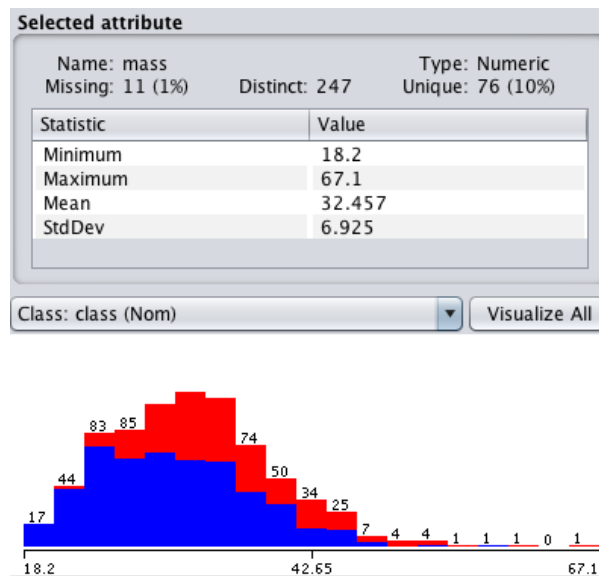 Selected attribute
Name: mass Type: Numeric
Missing: 11 (1%) Distinct: 247 Unique: 76 (10%)
Statistic Value
Minimum 18.2
Maximum 67.1
Mean 32.457
StdDev 6.925
Class: class (Nom) Visualize All
83 85
74
44 50
34
17 25
7 4 4 1 1 1 0 1
18.2 42.65 67.1